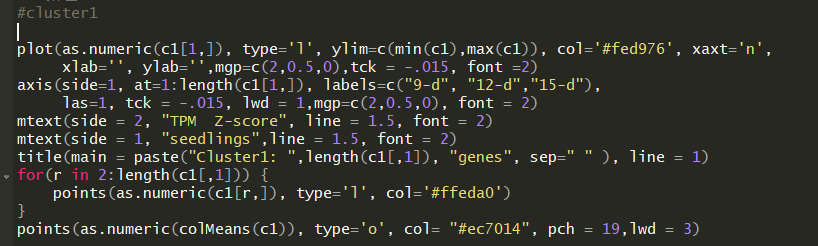 #cluster1
plot(as.numeric(c1[1,]), type='l', ylim=c(min(c1),max(c1)), col='#fed976', xaxt='n',
xlab='', ylab='',mgp=c(2,0.5,0),tck = -.015, font =2)
axis(side=1, at=1:length(c1[1,]), labels=c("9-d", "12-d","15-d"),
las=1, tck = -.015, lwd = 1,mgp=c(2,0.5,0), font = 2)
mtext(side = 2, "TPM  Z-score", line = 1.5, font = 2)
mtext(side = 1, "seedlings",line = 1.5, font = 2)
title(main = paste("Cluster1: ",length(c1[,1]), "genes", sep=" " ), line = 1)
for(r in 2:length(c1[,1])) {
points(as.numeric(c1[r,]), type='l', col='#ffeda0')
}
points(as.numeric(colMeans(c1)), type='o', col= "#ec7014", pch = 19,lwd = 3)